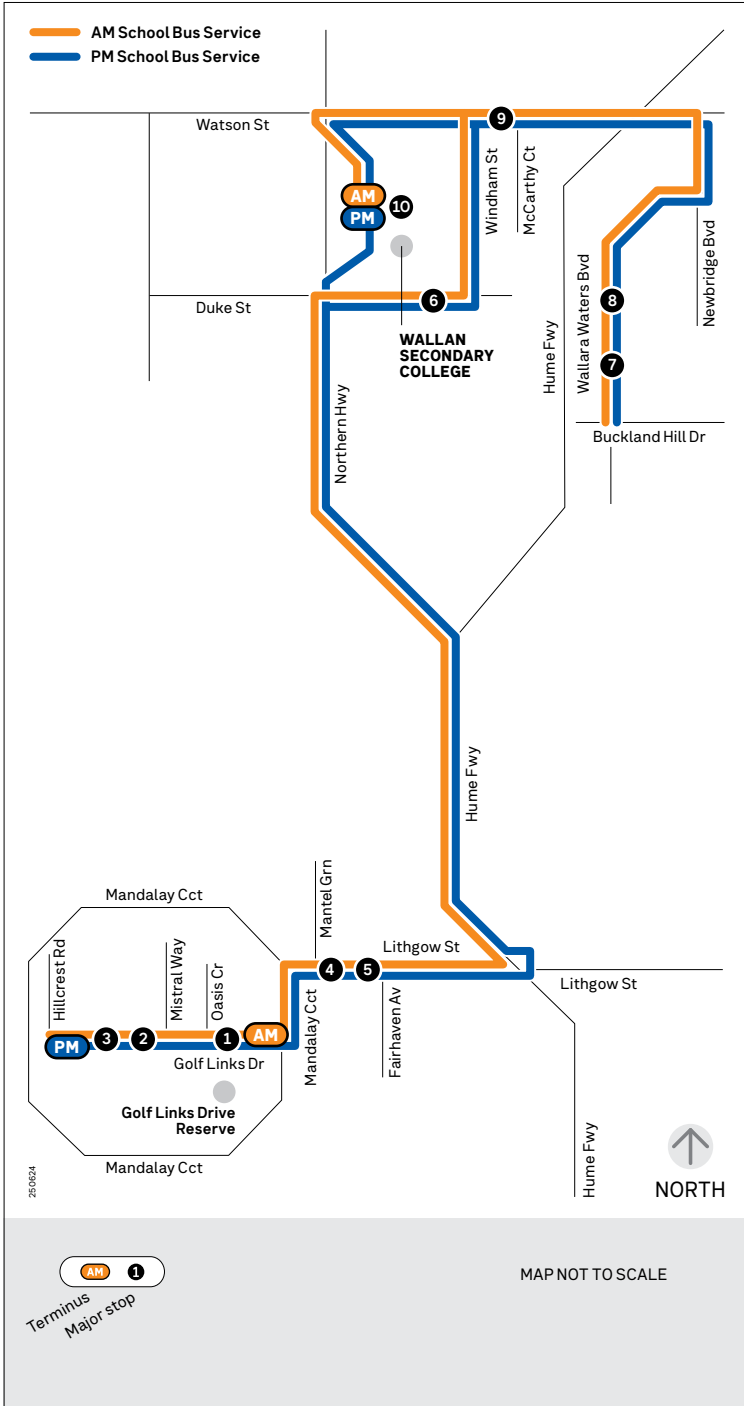 AM School Bus Service
PM School Bus Service
Watson St
9
Windham St
McCarthy Ct
AM
PM
10
Newbridge Bvd
Wallara Waters Bvd
Duke St
6
8
WALLAN
SECONDARY
COLLEGE
Hume Fwy
7
Buckland Hill Dr
Northern Hwy
Hume Fwy
Mantel Grn
Mandalay Cct
Lithgow St
Hillcrest Rd
Mistral Way
Oasis Cr
4
5
Lithgow St
Mandalay Cct
Fairhaven Av
PM
3
2
1
AM
Golf Links Dr
Golf Links Drive
Reserve
Mandalay Cct
Hume Fwy
250624
NORTH
AM
1
Terminus
Major stop
MAP NOT TO SCALE